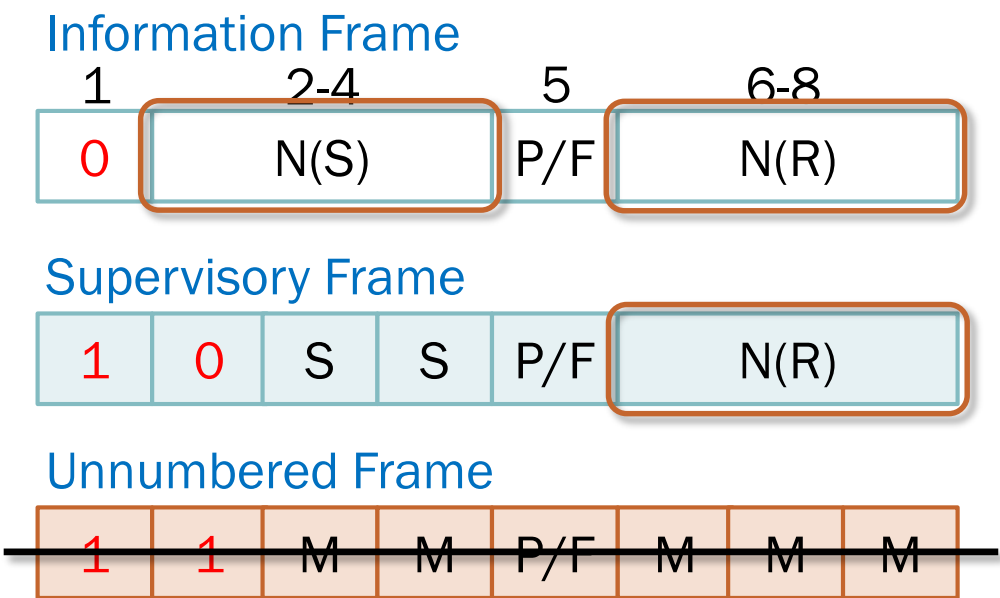 Information Frame
1 2-4 5 6-8
0 N(S) P/F N(R)
Supervisory Frame
1 0 S S P/F N(R)
Unnumbered Frame
1 1 M M P/F M M M